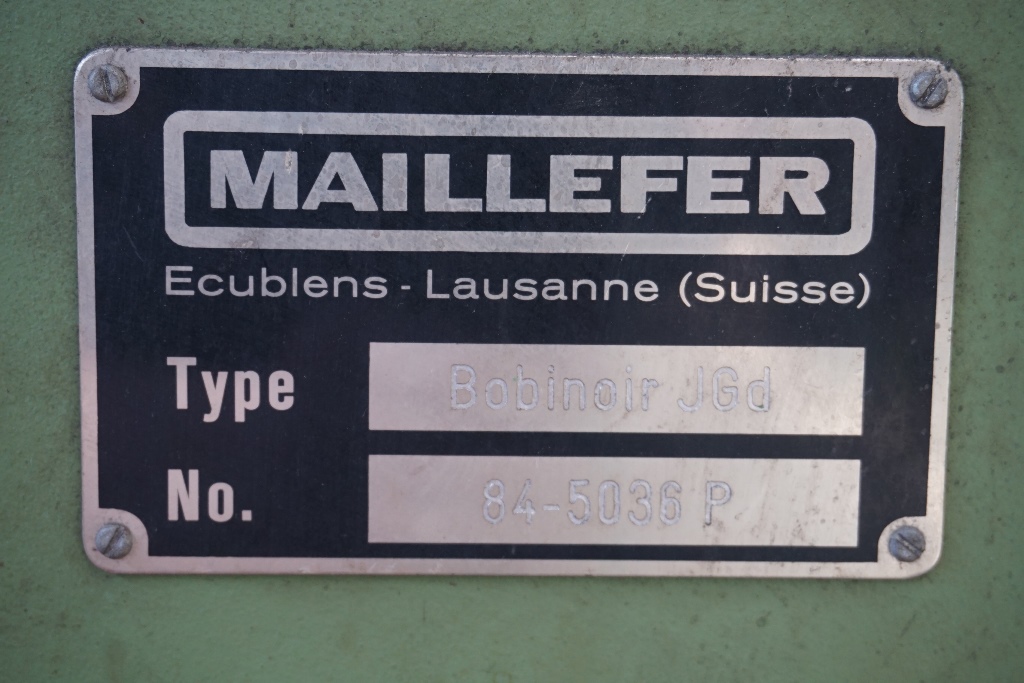 MAILLEFER
Ecublens - Lausanne (Suisse)
Type Bobinoir JGd
No. 84-5036 P